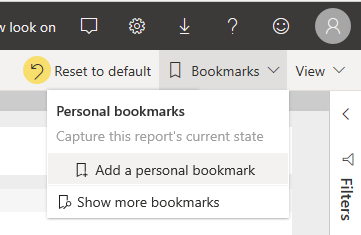 look on
Reset to default
Bookmarks
View
Personal bookmarks
Capture this report's current state
Add a personal bookmark
Show more bookmarks
Filters